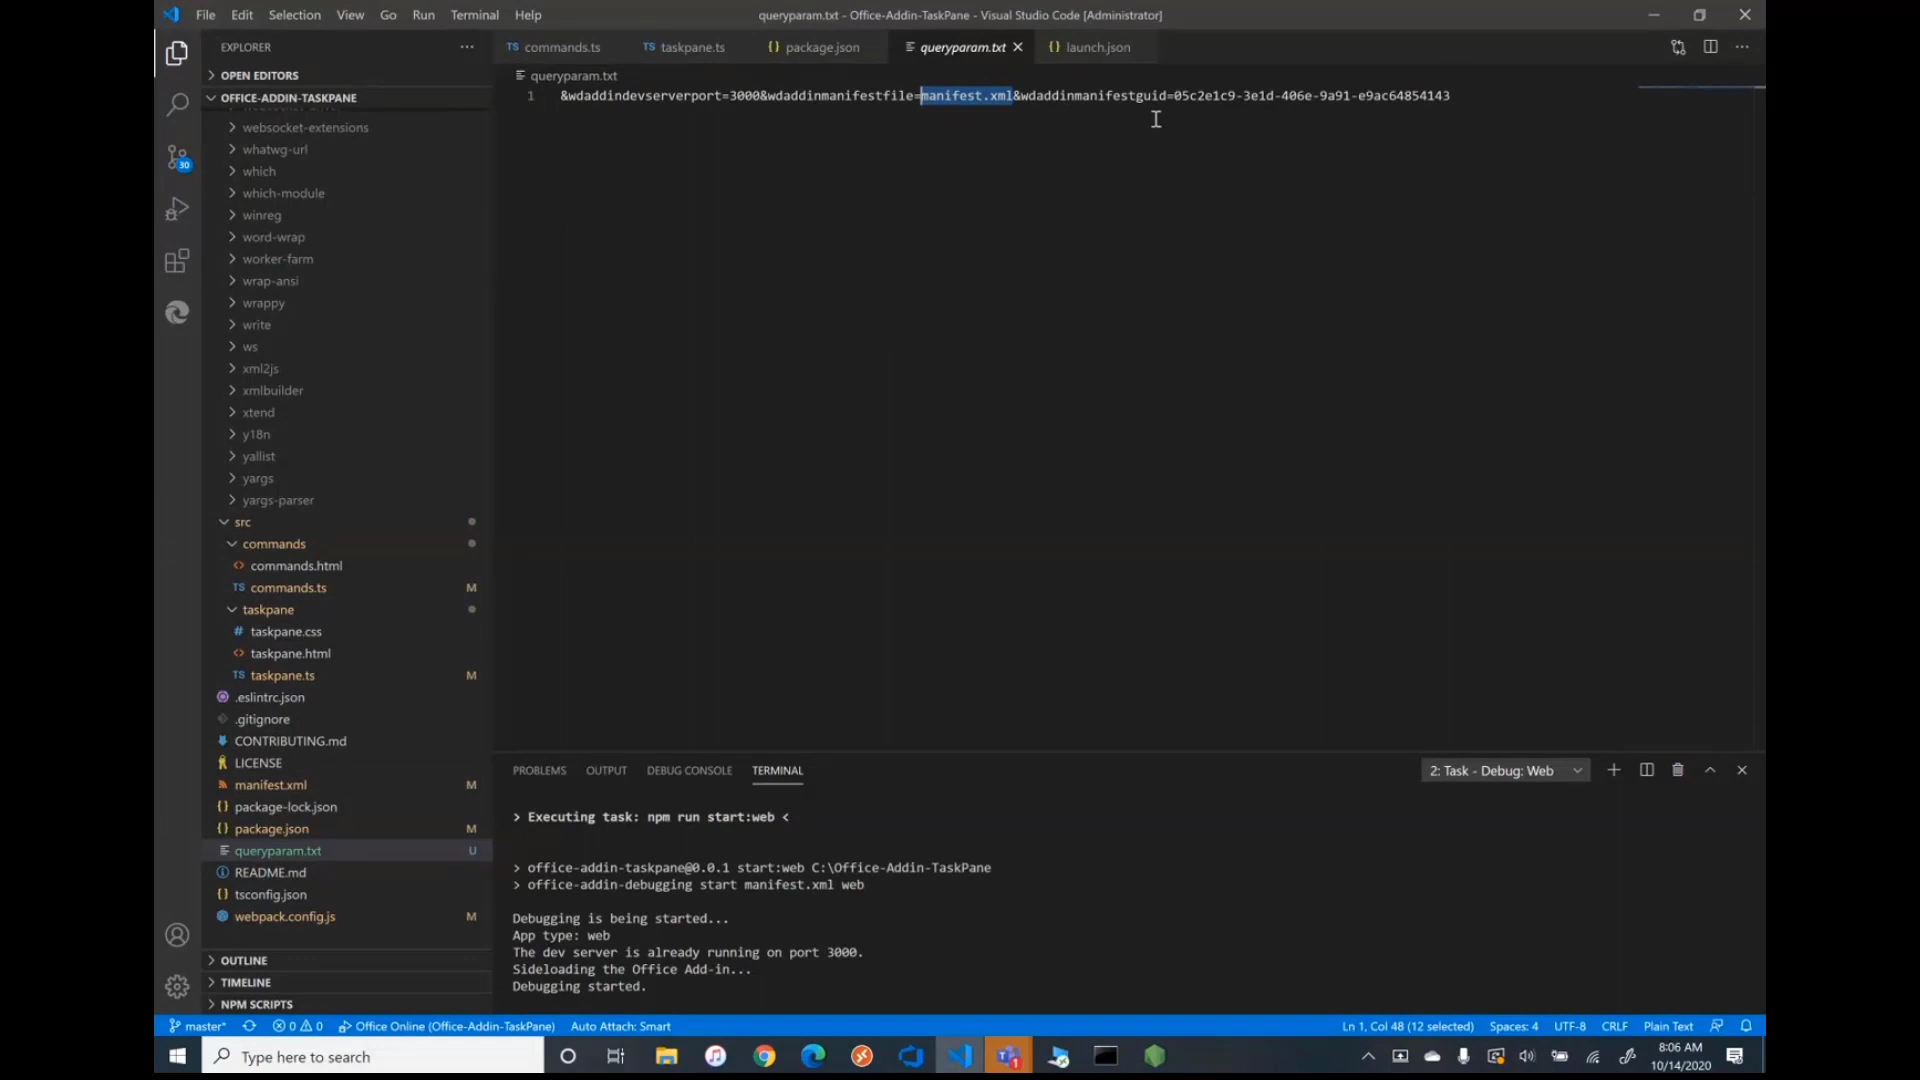 File Edit Selection View Go Run Terminal Help
queryparam.txt - Office-Addin-TaskPane - Visual Studio Code [Administrator]
EXPLORER
TS commands.ts
TS taskpane.ts
{} package.json
queryparam.txt
{} launch.json
OPEN EDITORS
OFFICE-ADDIN-TASKPANE
queryparam.txt
1 &wdaddindevserverport=3000&wdaddinmanifestfile=manifest.xml&wdaddinmanifestguid=05c2e1c9-3e1d-406e-9a91-e9ac64854143
websocket-extensions
whatwg-url
which
which-module
winreg
word-wrap
worker-farm
wrap-ansi
wrappy
write
ws
xml2js
xmlbuilder
xtend
y18n
yallist
yargs
yargs-parser
src
commands
<> commands.html
TS commands.ts M
taskpane
# taskpane.css
<> taskpane.html
TS taskpane.ts M
.eslintrc.json
.gitignore
CONTRIBUTING.md
LICENSE
manifest.xml M
{} package-lock.json
{} package.json M
queryparam.txt U
README.md
{} tsconfig.json
webpack.config.js M
OUTLINE
TIMELINE
NPM SCRIPTS
30
PROBLEMS OUTPUT DEBUG CONSOLE TERMINAL
2: Task - Debug: Web
> Executing task: npm run start:web <
> office-addin-taskpane@0.0.1 start:web C:\Office-Addin-TaskPane
> office-addin-debugging start manifest.xml web
Debugging is being started...
App type: web
The dev server is already running on port 3000.
Sideloading the Office Add-in...
Debugging started.
master* 0 0 Office Online (Office-Addin-TaskPane) Auto Attach: Smart
Ln 1, Col 48 (12 selected) Spaces: 4 UTF-8 CRLF Plain Text
Type here to search
1
8:06 AM
10/14/2020